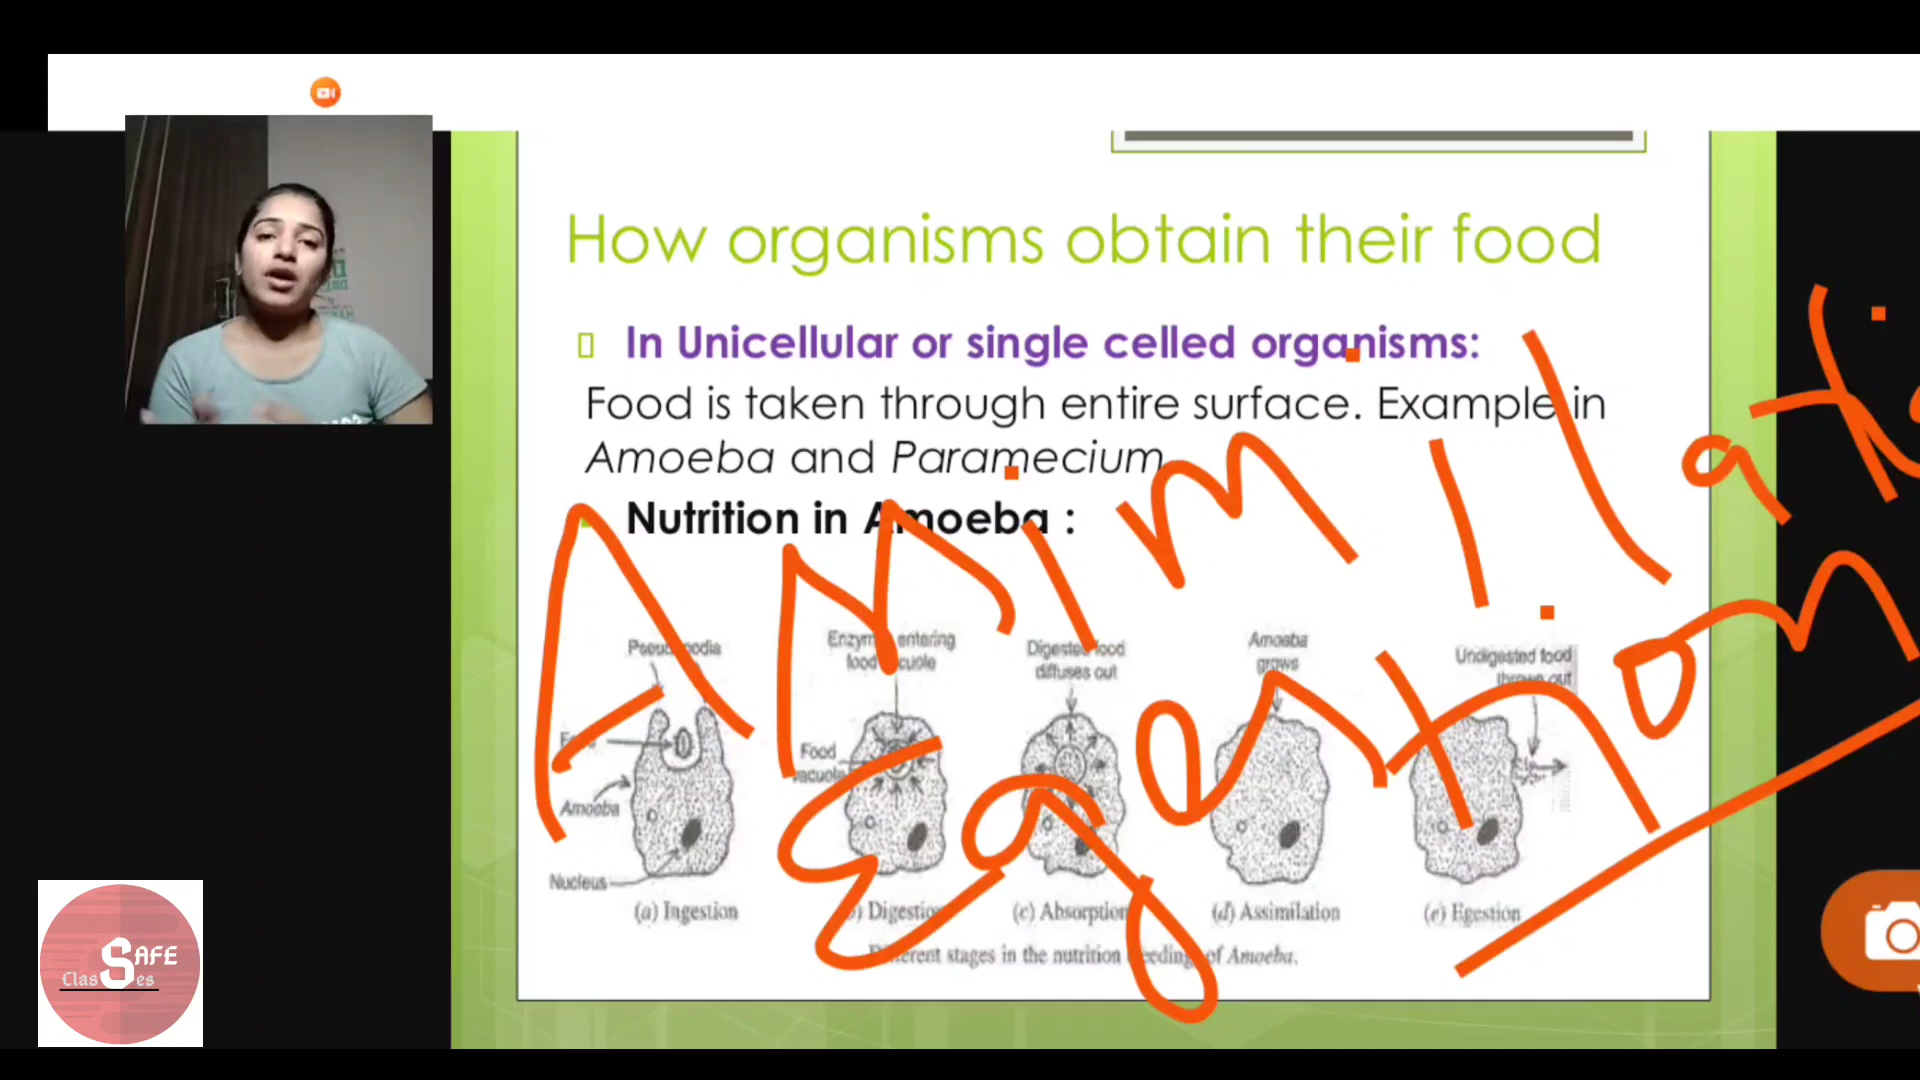 How organisms obtain their food
In Unicellular or single celled organisms:
Food is taken through entire surface. Example in
Amoeba and Paramecium
Nutrition in Amoeba :
Pseudopodia
Enzymes entering
food vacuole
Digested food
diffuses out
Amoeba
grows
Undigested food
thrown out
Food
Food
vacuole
Amoeba
Nucleus
(a) Ingestion
(b) Digestion
(c) Absorption
(d) Assimilation
(e) Egestion
Different stages in the nutrition of Amoeba.
Egestion
SAFE
Classes